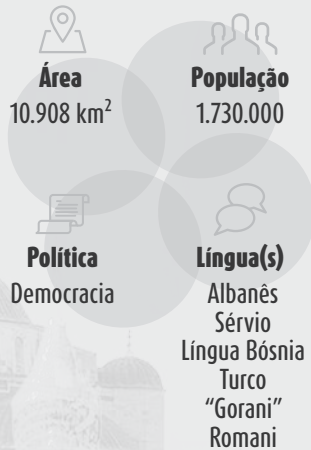 Área
10.908 km²
População
1.730.000
Política
Democracia
Língua(s)
Albanês
Sérvio
Língua Bósnia
Turco
“Gorani”
Romani